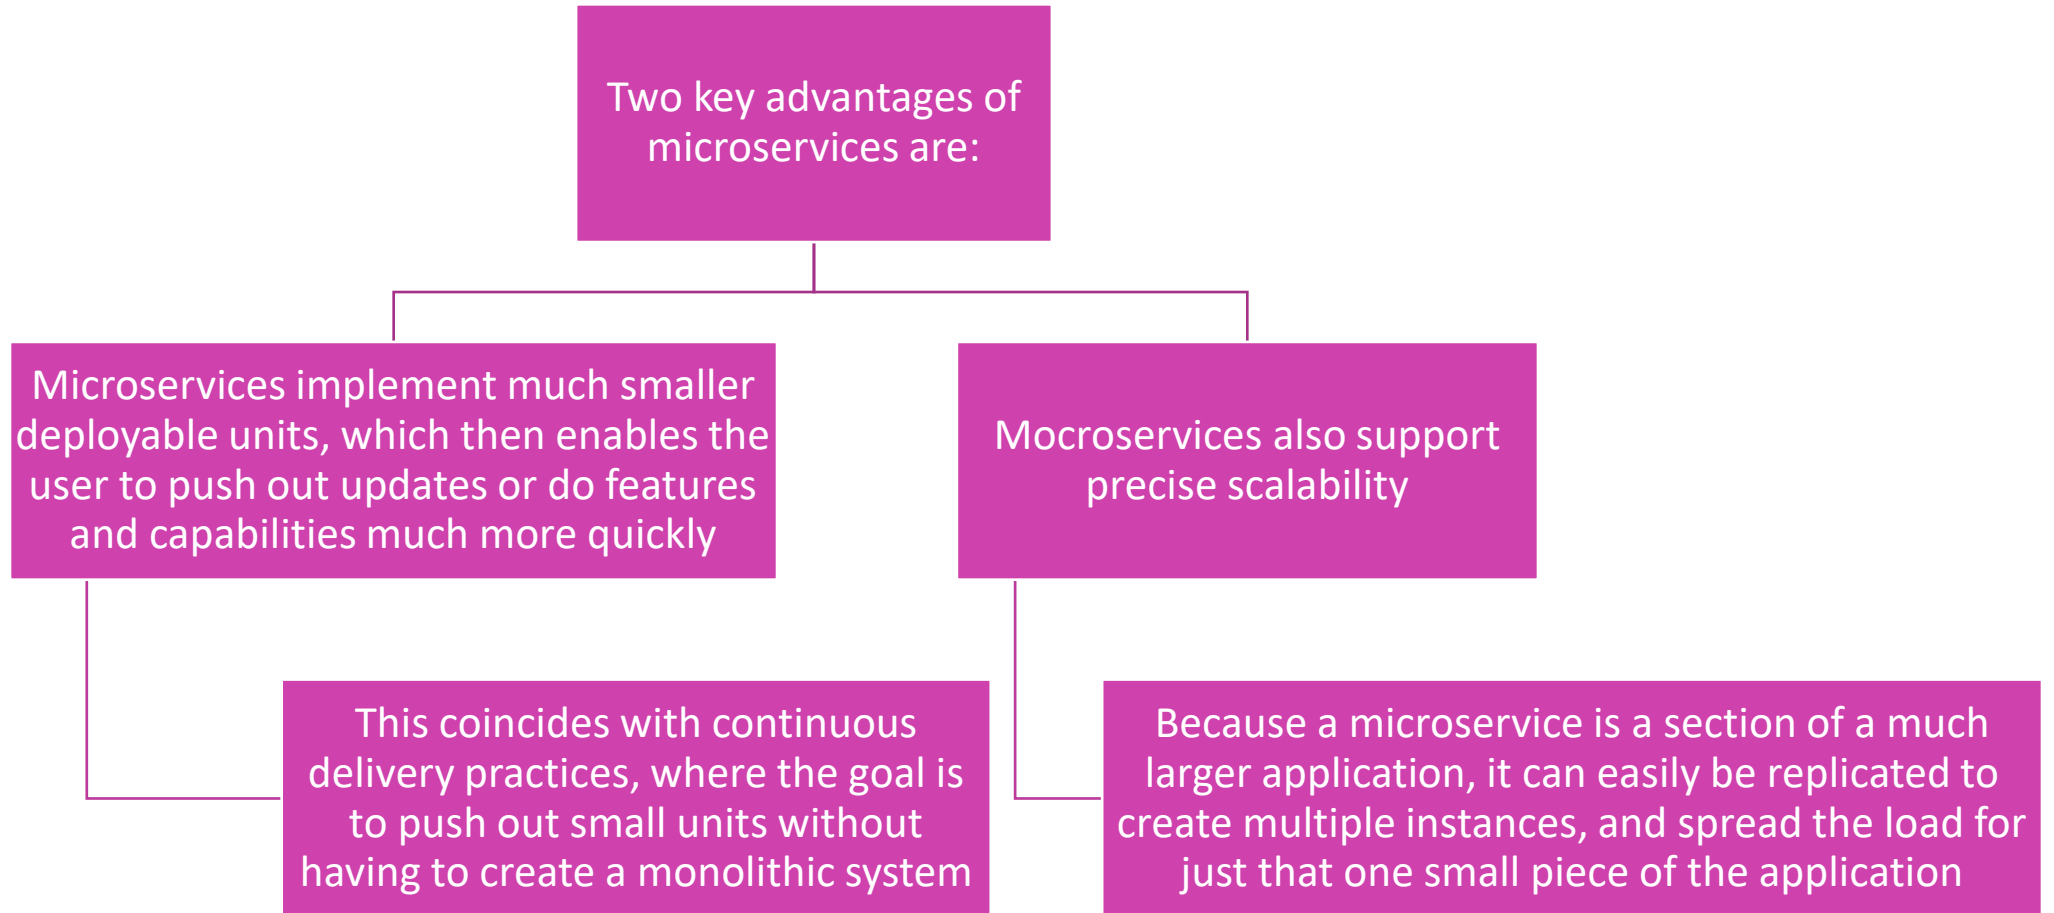 Two key advantages of
microservices are:
Microservices implement much smaller
deployable units, which then enables the
user to push out updates or do features
and capabilities much more quickly
This coincides with continuous
delivery practices, where the goal is
to push out small units without
having to create a monolithic system
Mocroservices also support
precise scalability
Because a microservice is a section of a much
larger application, it can easily be replicated to
create multiple instances, and spread the load for
just that one small piece of the application